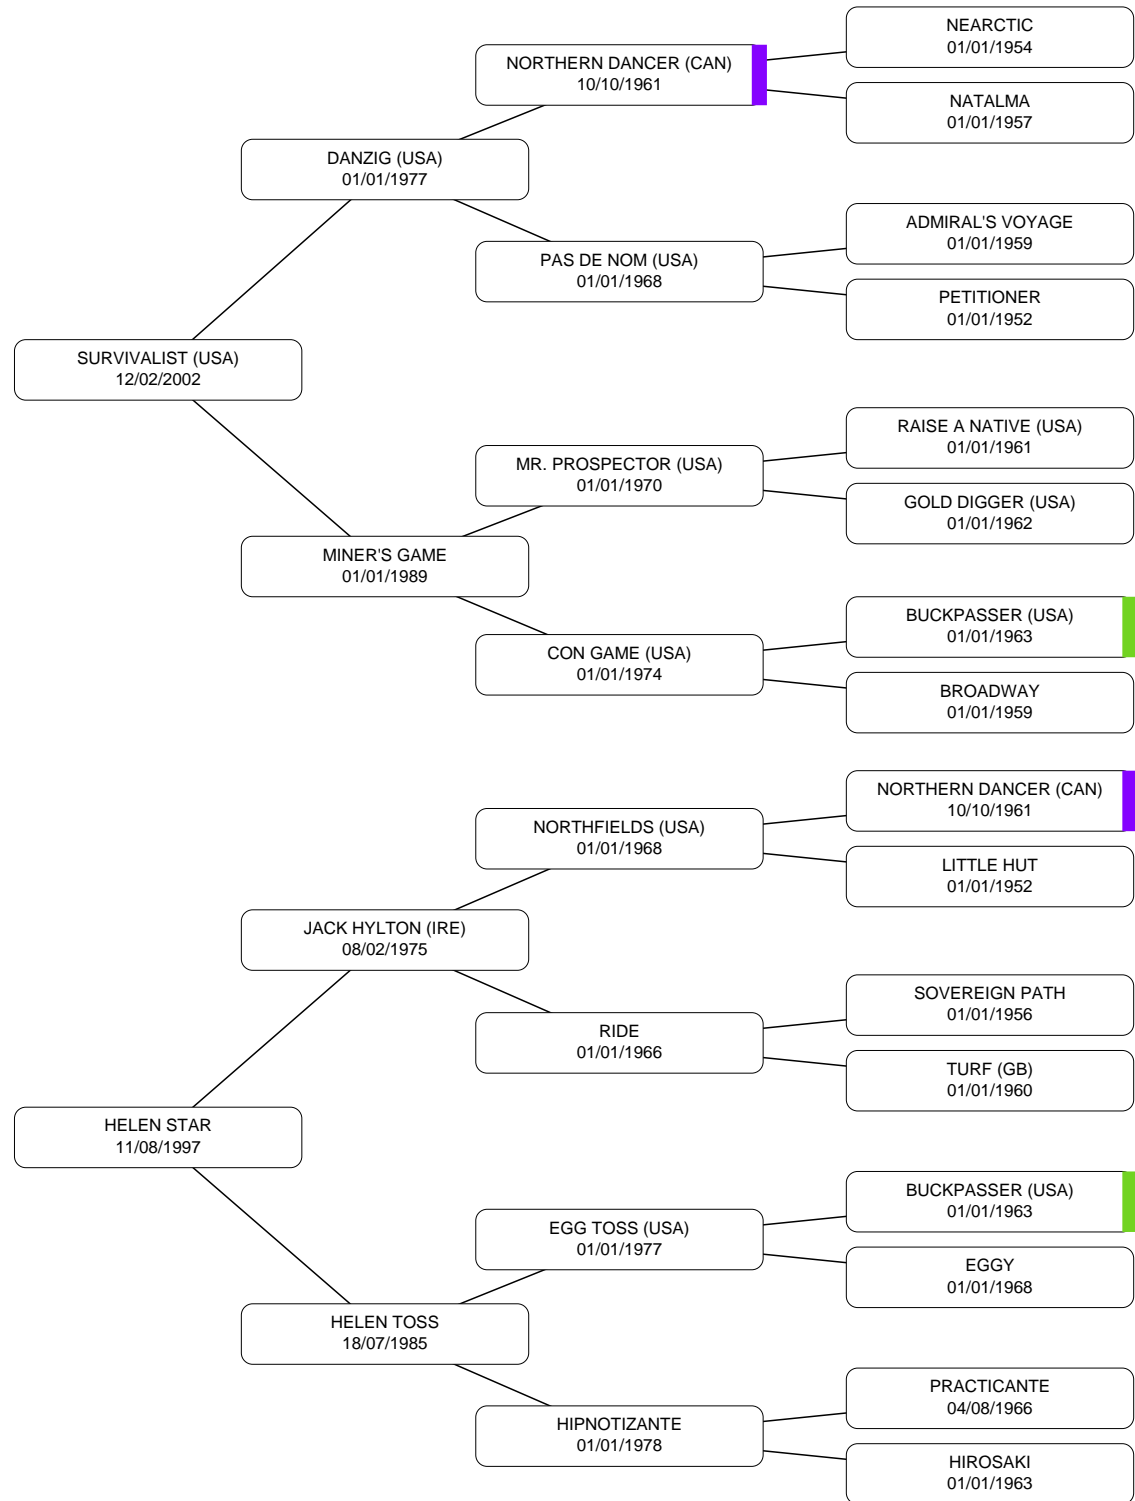 NEARCTIC
01/01/1954
NORTHERN DANCER (CAN)
10/10/1961
NATALMA
01/01/1957
DANZIG (USA)
01/01/1977
ADMIRAL'S VOYAGE
01/01/1959
PAS DE NOM (USA)
01/01/1968
PETITIONER
01/01/1952
SURVIVALIST (USA)
12/02/2002
RAISE A NATIVE (USA)
01/01/1961
MR. PROSPECTOR (USA)
01/01/1970
GOLD DIGGER (USA)
01/01/1962
MINER'S GAME
01/01/1989
BUCKPASSER (USA)
01/01/1963
CON GAME (USA)
01/01/1974
BROADWAY
01/01/1959
NORTHERN DANCER (CAN)
10/10/1961
NORTHFIELDS (USA)
01/01/1968
LITTLE HUT
01/01/1952
JACK HYLTON (IRE)
08/02/1975
SOVEREIGN PATH
01/01/1956
RIDE
01/01/1966
TURF (GB)
01/01/1960
HELEN STAR
11/08/1997
BUCKPASSER (USA)
01/01/1963
EGG TOSS (USA)
01/01/1977
EGGY
01/01/1968
HELEN TOSS
18/07/1985
PRACTICANTE
04/08/1966
HIPNOTIZANTE
01/01/1978
HIROSAKI
01/01/1963